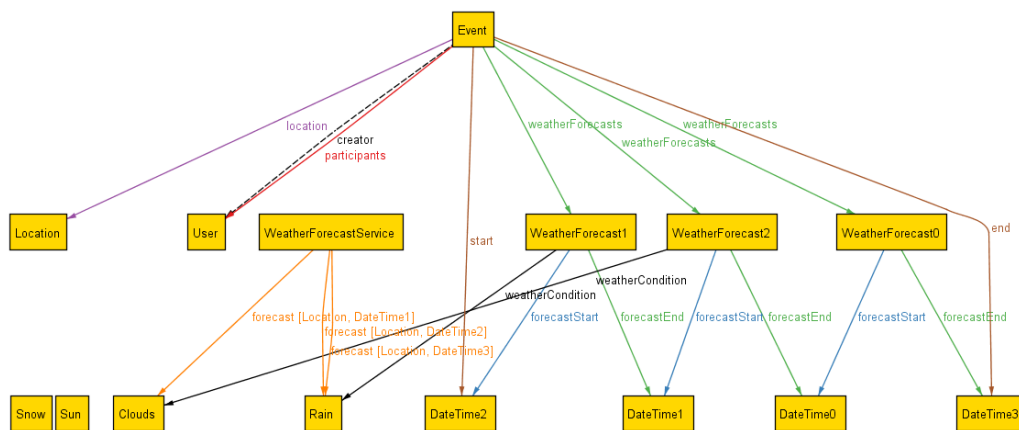 Event
location
creator
participants
weatherForecasts
weatherForecasts
weatherForecasts
Location
User
WeatherForecastService
WeatherForecast1
WeatherForecast2
WeatherForecast0
start
end
weatherCondition
weatherCondition
forecast [Location, DateTime1]
forecast [Location, DateTime2]
forecast [Location, DateTime3]
forecastStart
forecastEnd
forecastStart
forecastEnd
forecastStart
forecastEnd
Snow
Sun
Clouds
Rain
DateTime2
DateTime1
DateTime0
DateTime3